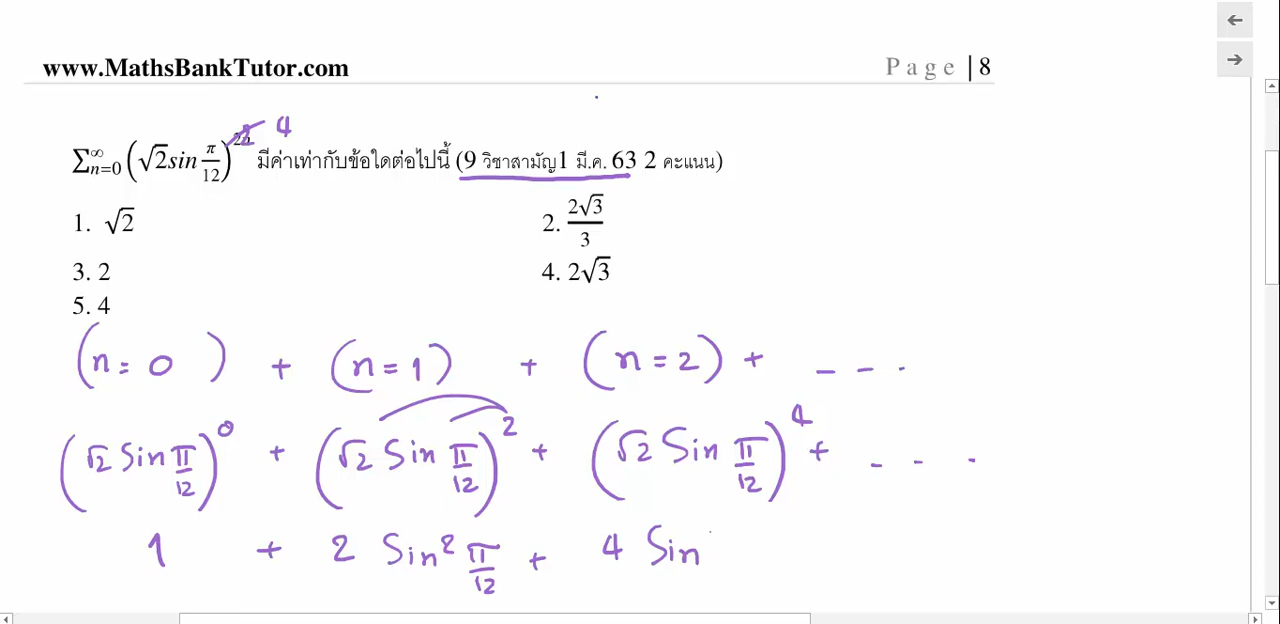 www.MathsBankTutor.com Page |8
4
∑_{n=0}^{∞} (√2 sin π/12)^{2n} มีค่าเท่ากับข้อใดต่อไปนี้ (9 วิชาสามัญ1 มี.ค. 63 2 คะแนน)
1. √2 2. 2√3/3
3. 2 4. 2√3
5. 4
(n = 0) + (n = 1) + (n = 2) + - - -
(√2 Sin π/12)^0 + (√2 Sin π/12)^2 + (√2 Sin π/12)^4 + - - -
1 + 2 Sin² π/12 + 4 Sin